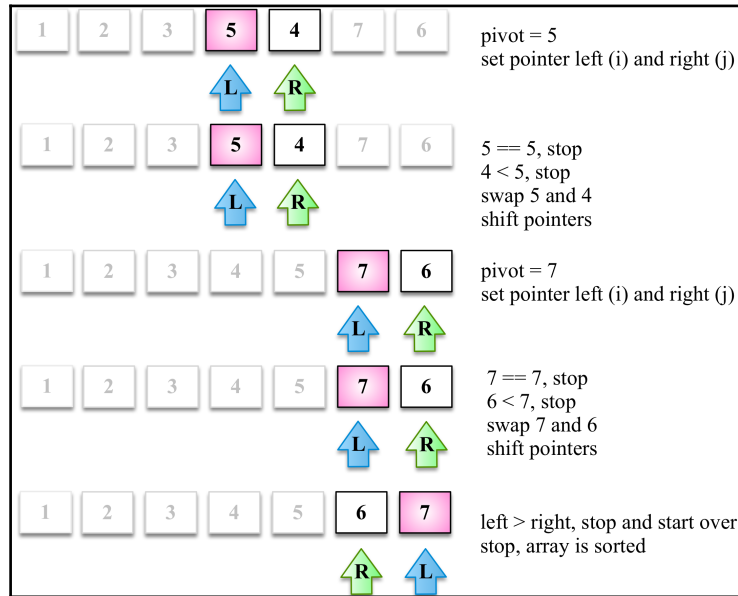 1 2 3 5 4 7 6
pivot = 5
set pointer left (i) and right (j)
L R
1 2 3 5 4 7 6
5 == 5, stop
4 < 5, stop
swap 5 and 4
shift pointers
L R
1 2 3 4 5 7 6
pivot = 7
set pointer left (i) and right (j)
L R
1 2 3 4 5 7 6
7 == 7, stop
6 < 7, stop
swap 7 and 6
shift pointers
L R
1 2 3 4 5 6 7
left > right, stop and start over
stop, array is sorted
R L